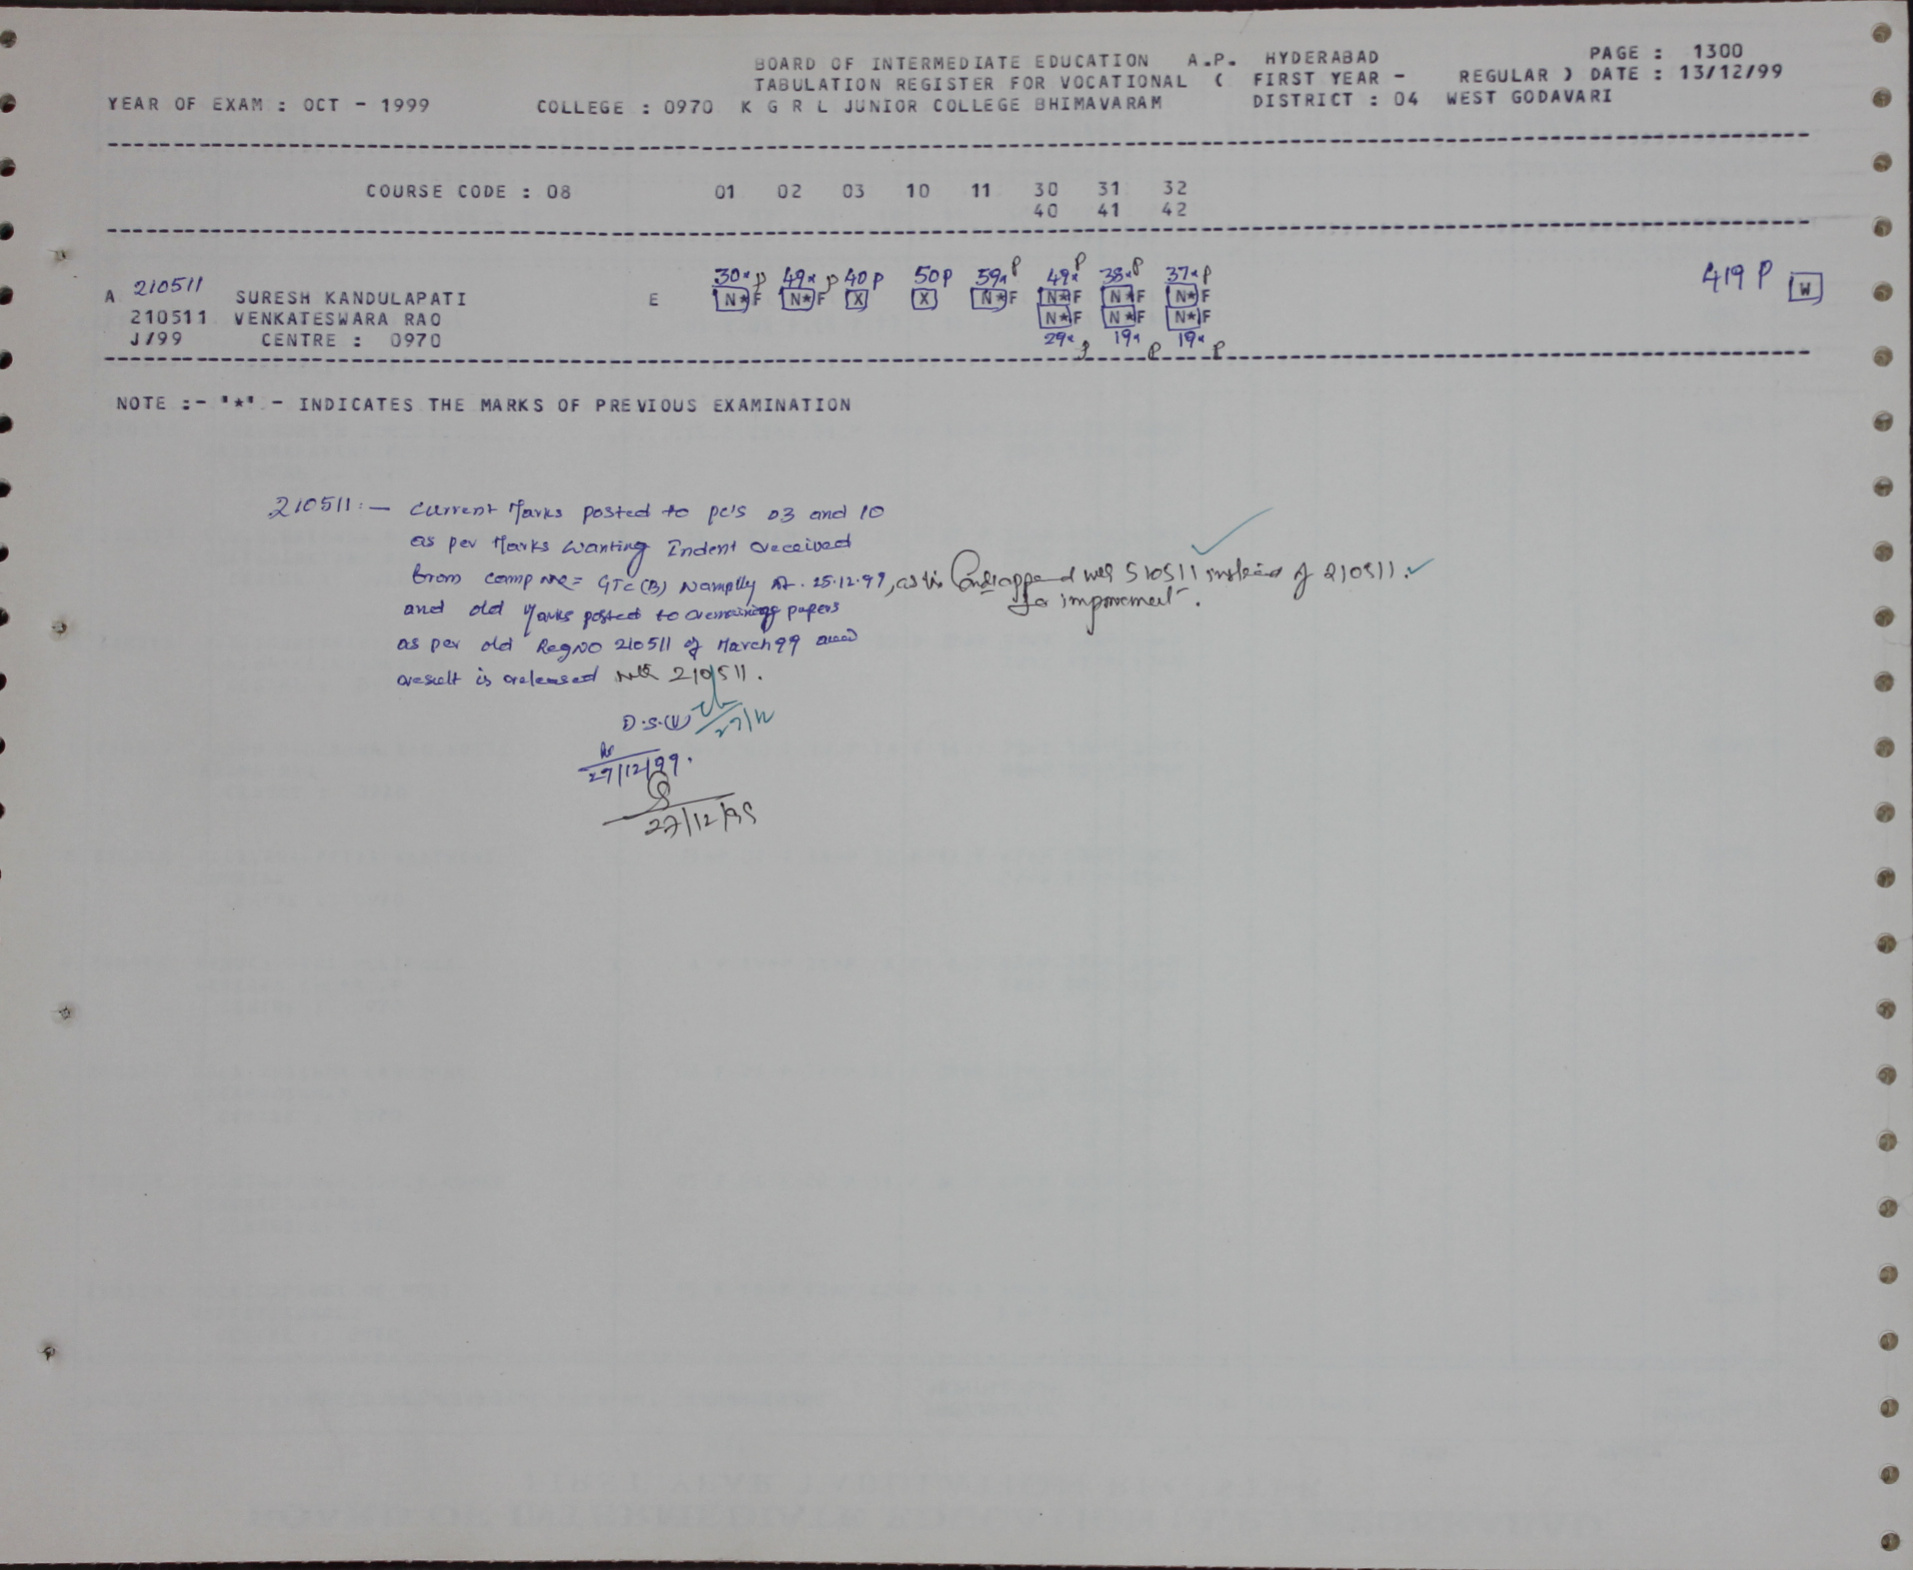 BOARD OF INTERMEDIATE EDUCATION A.P. HYDERABAD PAGE : 1300
TABULATION REGISTER FOR VOCATIONAL ( FIRST YEAR - REGULAR ) DATE : 13/12/99
YEAR OF EXAM : OCT - 1999 COLLEGE : 0970 K G R L JUNIOR COLLEGE BHIMAVARAM DISTRICT : 04 WEST GODAVARI
COURSE CODE : 08 01 02 03 10 11 30 31 32
40 41 42
30* P 49* P 40 P 50 P 59* P 49* P 38* P 37* P 419 P
A 210511 SURESH KANDULAPATI E N*F N*F X X N*F N*F N*F N*F W
210511 VENKATESWARA RAO N*F N*F N*F
J/99 CENTRE : 0970 29* P 19* P 19* P
NOTE :- "*" - INDICATES THE MARKS OF PREVIOUS EXAMINATION
210511:- Current Marks posted to pc's 03 and 10
as per Marks Wanting Indent received
from camp GTC(B) Nampally 25.12.99, as 510511 instead of 210511.
for improvement.
and old Marks posted to remaining papers
as per old RegNo 210511 of March 99 and
result is released 210511.
D.S.(V) 27/12
27/12/99.
27/12/99